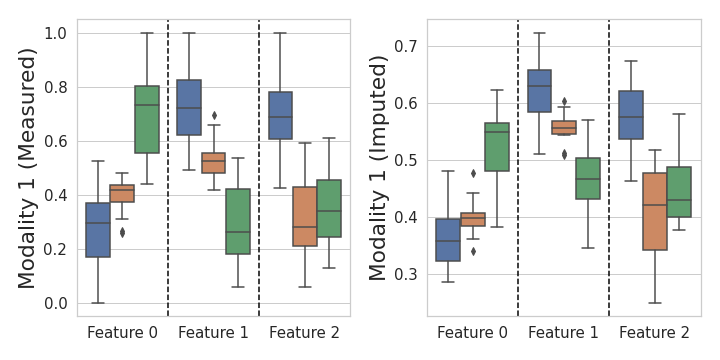 Modality 1 (Measured)
1.0
0.8
0.6
0.4
0.2
0.0
Feature 0
Feature 1
Feature 2
Modality 1 (Imputed)
0.7
0.6
0.5
0.4
0.3
Feature 0
Feature 1
Feature 2